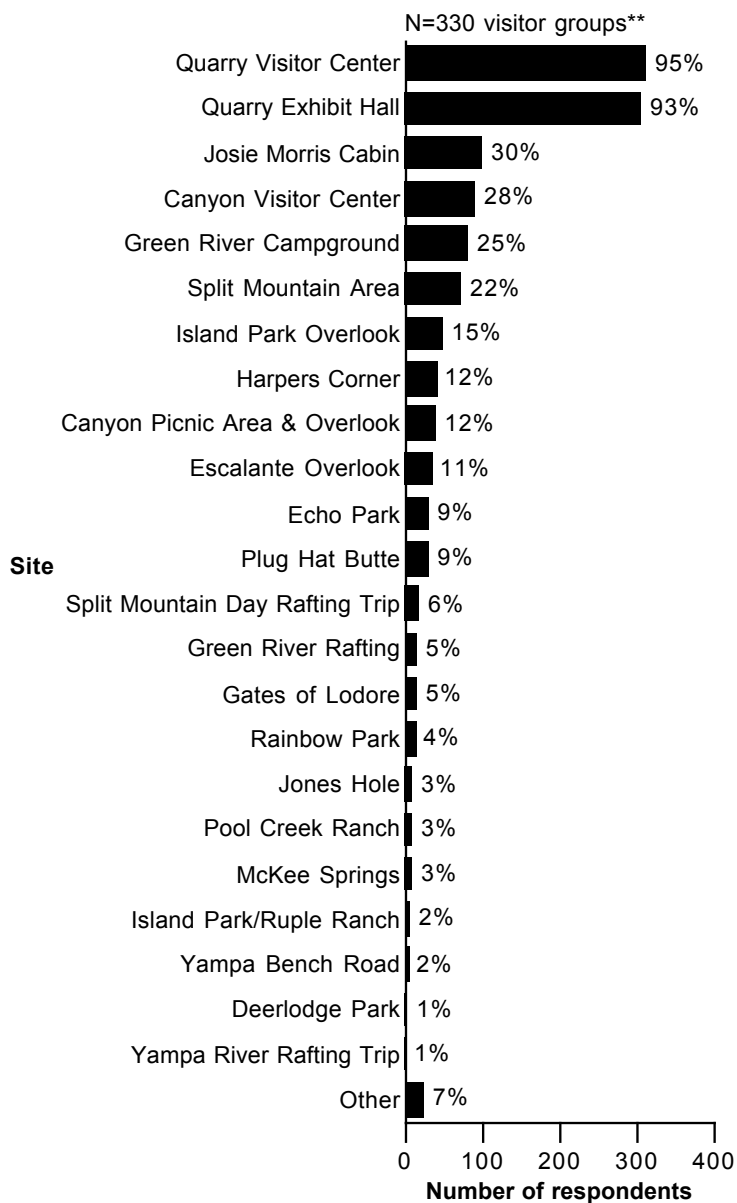 N=330 visitor groups**
Quarry Visitor Center 95%
Quarry Exhibit Hall 93%
Josie Morris Cabin 30%
Canyon Visitor Center 28%
Green River Campground 25%
Split Mountain Area 22%
Island Park Overlook 15%
Harpers Corner 12%
Canyon Picnic Area & Overlook 12%
Escalante Overlook 11%
Echo Park 9%
Plug Hat Butte 9%
Site
Split Mountain Day Rafting Trip 6%
Green River Rafting 5%
Gates of Lodore 5%
Rainbow Park 4%
Jones Hole 3%
Pool Creek Ranch 3%
McKee Springs 3%
Island Park/Ruple Ranch 2%
Yampa Bench Road 2%
Deerlodge Park 1%
Yampa River Rafting Trip 1%
Other 7%
0 100 200 300 400
Number of respondents